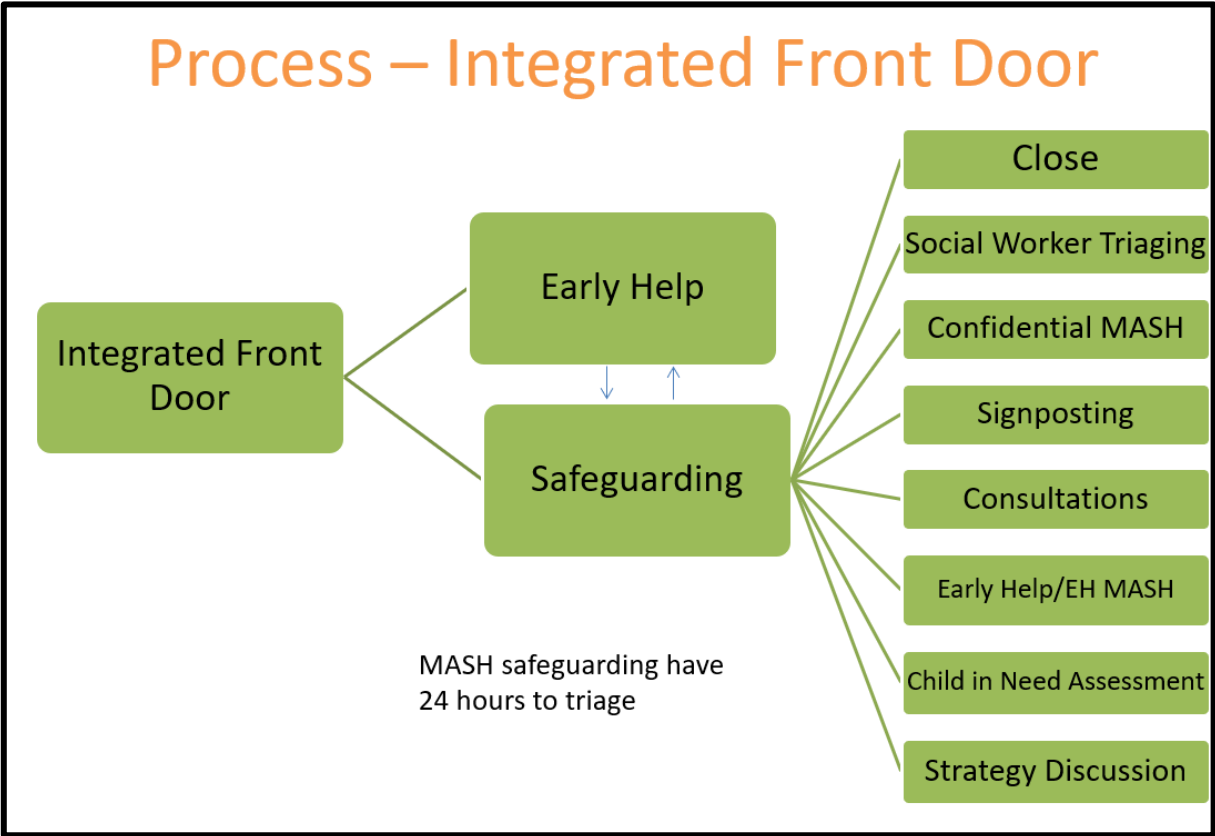 Process – Integrated Front Door
Integrated Front
Door
Early Help
Safeguarding
MASH safeguarding have
24 hours to triage
Close
Social Worker Triaging
Confidential MASH
Signposting
Consultations
Early Help/EH MASH
Child in Need Assessment
Strategy Discussion